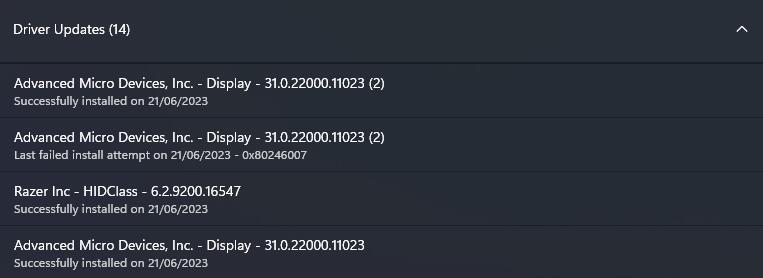 Driver Updates (14)
Advanced Micro Devices, Inc. - Display - 31.0.22000.11023 (2)
Successfully installed on 21/06/2023
Advanced Micro Devices, Inc. - Display - 31.0.22000.11023 (2)
Last failed install attempt on 21/06/2023 - 0x80246007
Razer Inc - HIDClass - 6.2.9200.16547
Successfully installed on 21/06/2023
Advanced Micro Devices, Inc. - Display - 31.0.22000.11023
Successfully installed on 21/06/2023